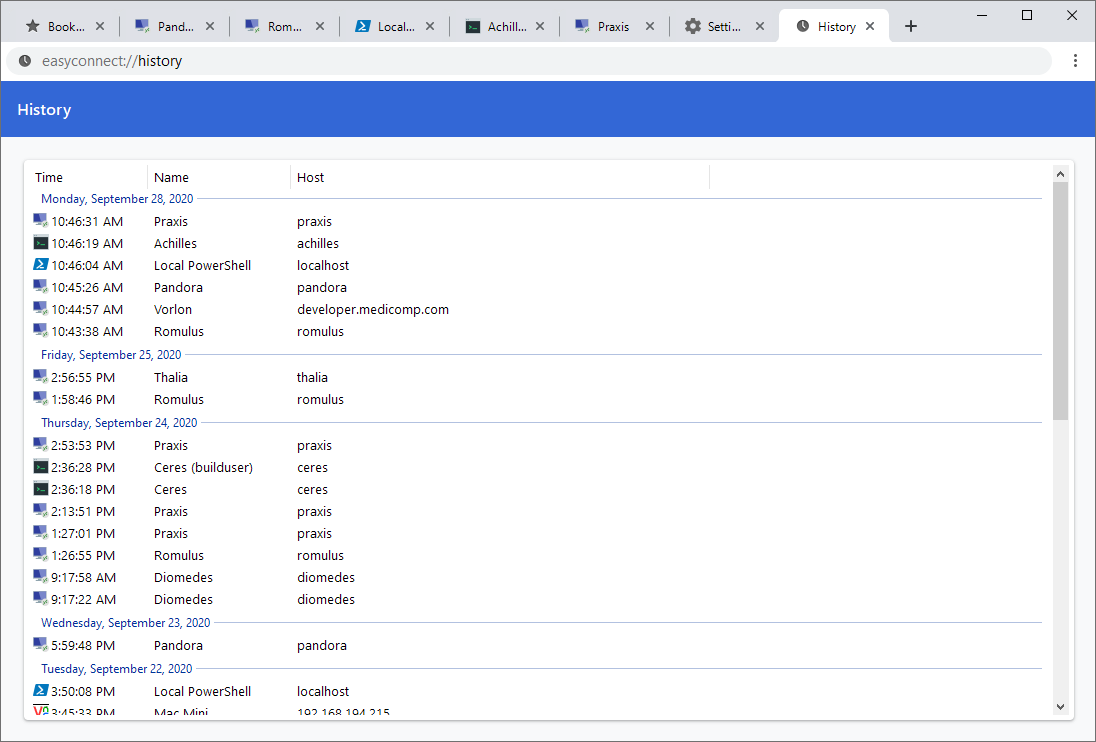 Book... Pand... Rom... Local... Achill... Praxis Setti... History
easyconnect://history
History
Time Name Host
Monday, September 28, 2020
10:46:31 AM Praxis praxis
10:46:19 AM Achilles achilles
10:46:04 AM Local PowerShell localhost
10:45:26 AM Pandora pandora
10:44:57 AM Vorlon developer.medicomp.com
10:43:38 AM Romulus romulus
Friday, September 25, 2020
2:56:55 PM Thalia thalia
1:58:46 PM Romulus romulus
Thursday, September 24, 2020
2:53:53 PM Praxis praxis
2:36:28 PM Ceres (builduser) ceres
2:36:18 PM Ceres ceres
2:13:51 PM Praxis praxis
1:27:01 PM Praxis praxis
1:26:55 PM Romulus romulus
9:17:58 AM Diomedes diomedes
9:17:22 AM Diomedes diomedes
Wednesday, September 23, 2020
5:59:48 PM Pandora pandora
Tuesday, September 22, 2020
3:50:08 PM Local PowerShell localhost
3:45:33 PM Mac Mini 192.168.194.215